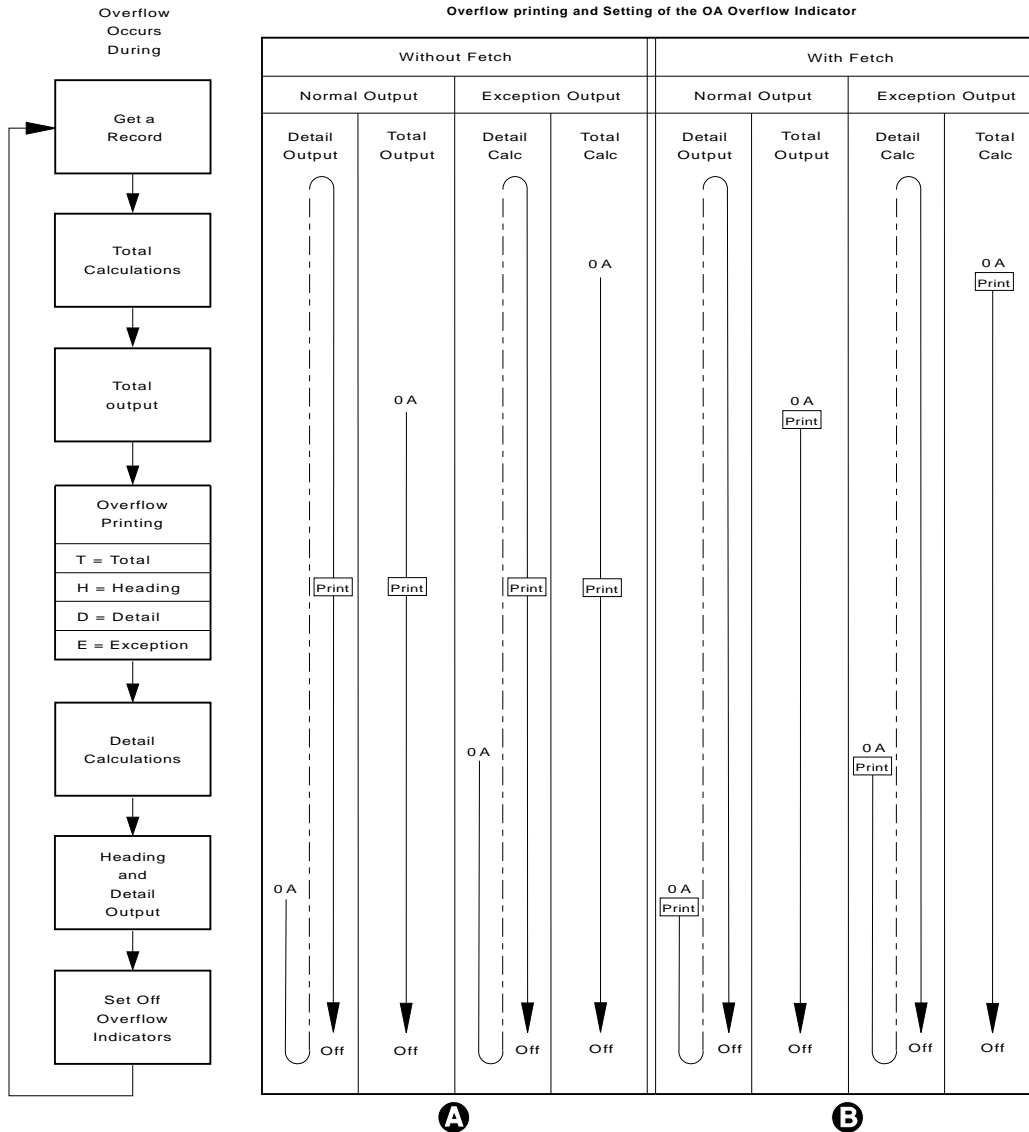 Overflow
Occurs
During
Overflow printing and Setting of the OA Overflow Indicator
Without Fetch
With Fetch
Normal Output
Exception Output
Normal Output
Exception Output
Detail
Output
Total
Output
Detail
Calc
Total
Calc
Detail
Output
Total
Output
Detail
Calc
Total
Calc
Get a
Record
Total
Calculations
0 A
0 A
Print
Total
output
0 A
0 A
Print
Overflow
Printing
T = Total
H = Heading
D = Detail
E = Exception
Print
Print
Print
Print
Detail
Calculations
0 A
0 A
Print
Heading
and
Detail
Output
0 A
0 A
Print
Set Off
Overflow
Indicators
Off
Off
Off
Off
Off
Off
Off
Off
A
B